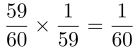 59/60 × 1/59 = 1/60